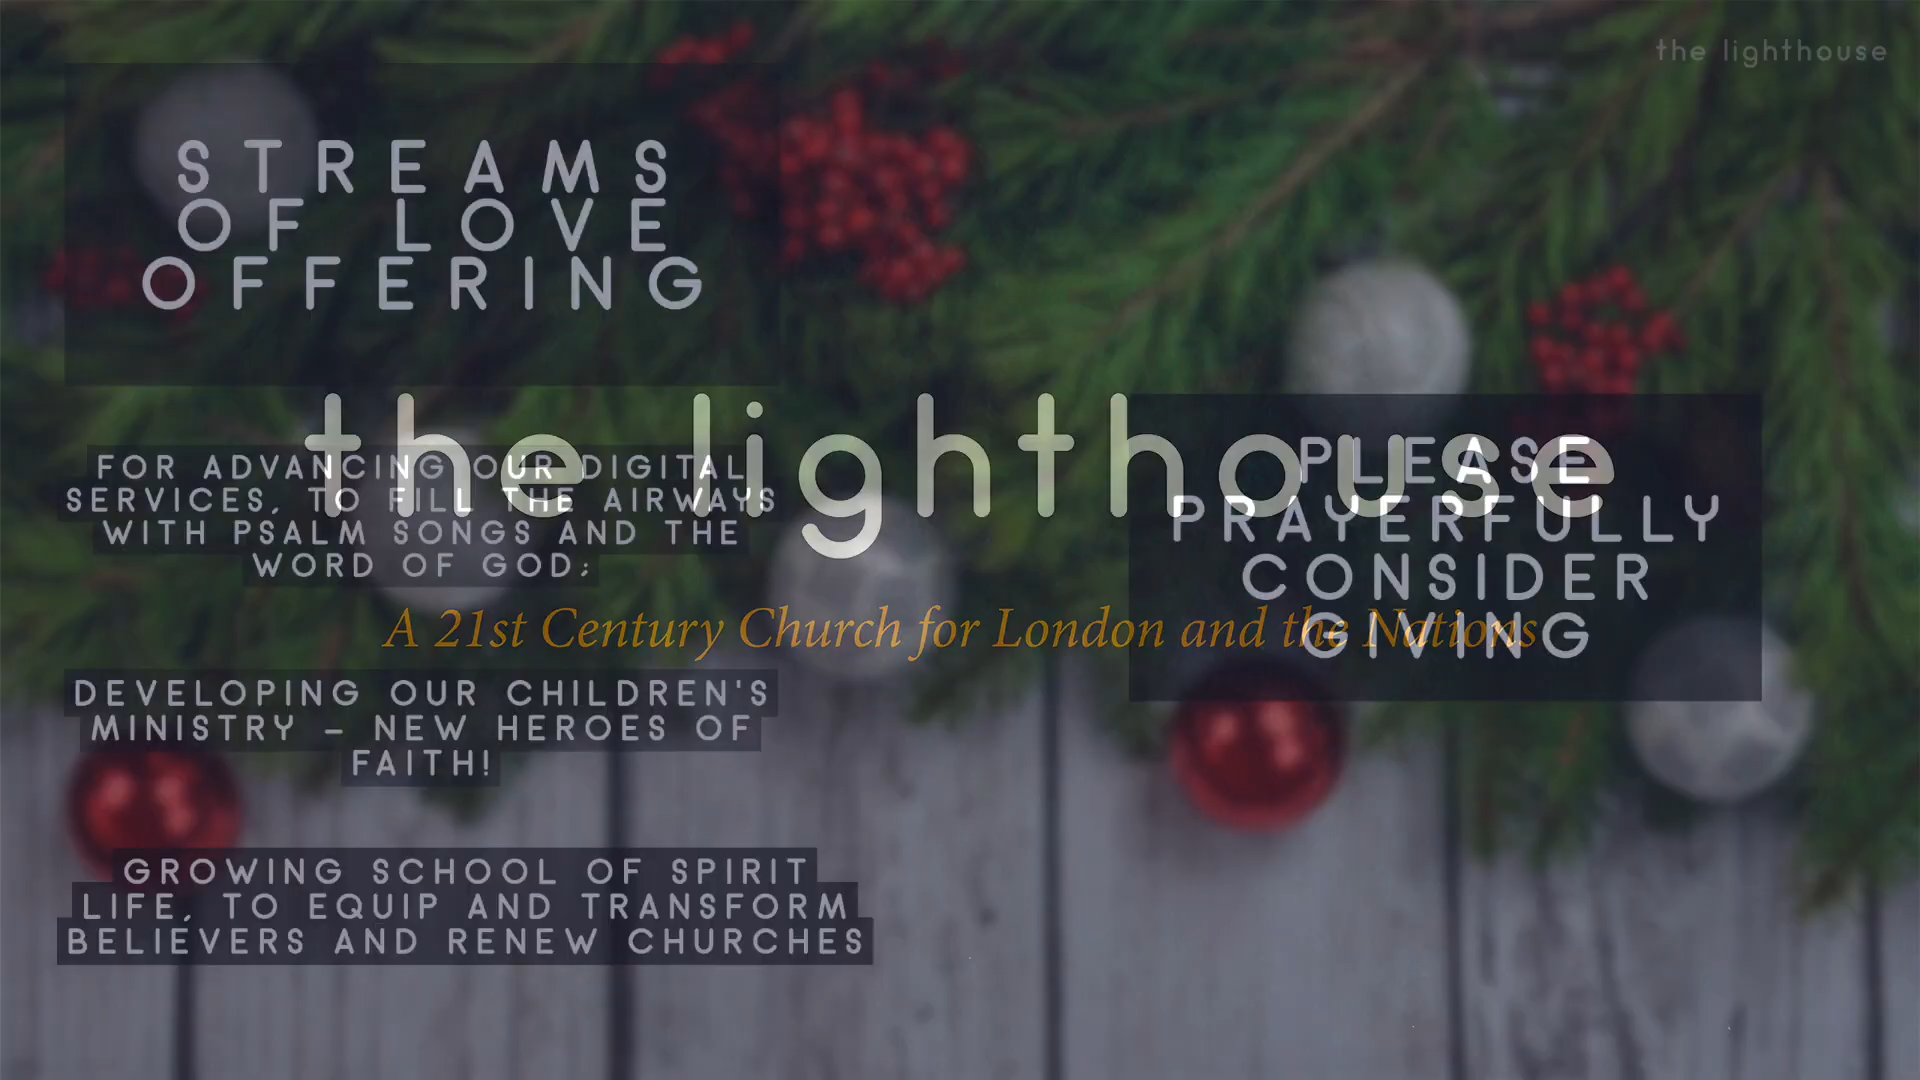 the lighthouse
STREAMS
OF LOVE
OFFERING
the lighthouse
FOR ADVANCING OUR DIGITAL
SERVICES, TO FILL THE AIRWAYS
WITH PSALM SONGS AND THE
WORD OF GOD;
PLEASE
PRAYERFULLY
CONSIDER
GIVING
A 21st Century Church for London and the Nations
DEVELOPING OUR CHILDREN'S
MINISTRY – NEW HEROES OF
FAITH!
GROWING SCHOOL OF SPIRIT
LIFE, TO EQUIP AND TRANSFORM
BELIEVERS AND RENEW CHURCHES